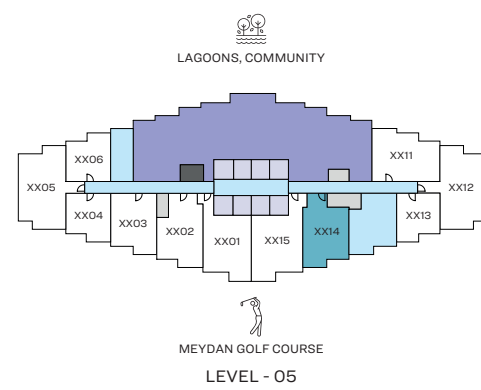 LAGOONS, COMMUNITY
XX06
XX11
XX05
XX12
XX04
XX03
XX02
XX01
XX15
XX14
XX13
MEYDAN GOLF COURSE
LEVEL - 05